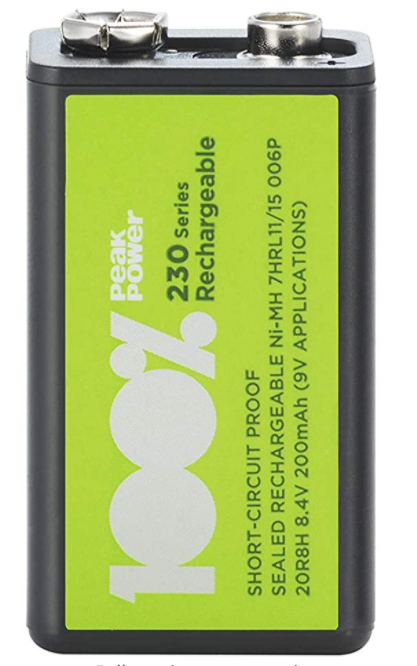 100%
Peak
Power
230 Series
Rechargeable
SHORT-CIRCUIT PROOF
SEALED RECHARGEABLE Ni-MH 7HRL11/15 006P
20R8H 8.4V 200mAh (9V APPLICATIONS)